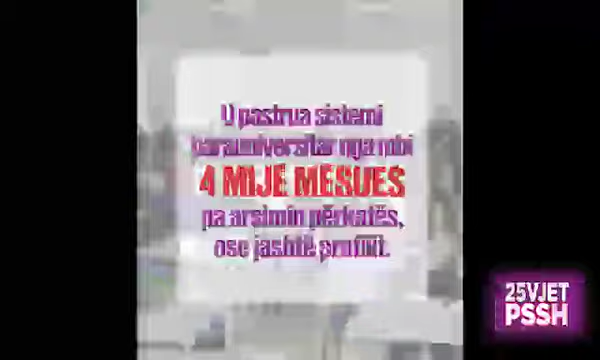 U pastrua sistemi
parauniversitar nga mbi
4 MIJË MËSUES
pa arsimin përkatës,
ose jashtë profilit.
25VJET
PSSH